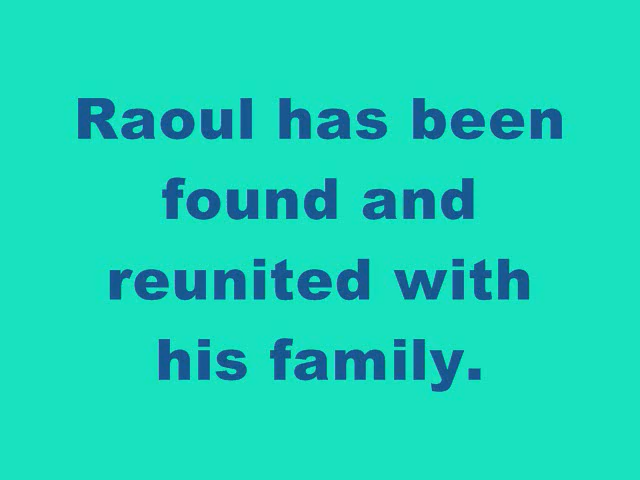 Raoul has been
found and
reunited with
his family.